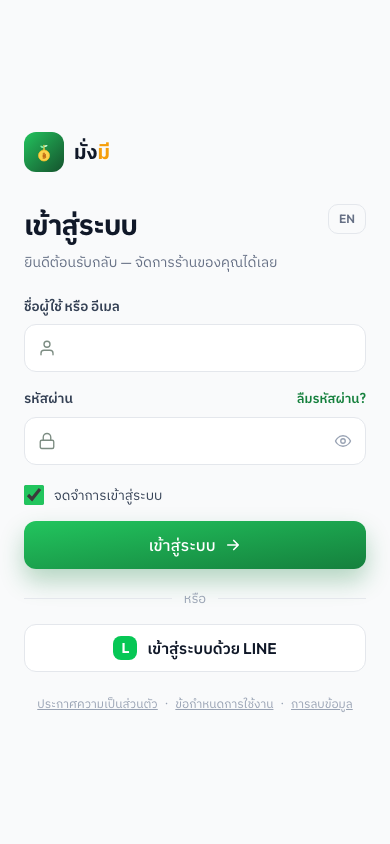 มั่งมี
เข้าสู่ระบบ
EN
ยินดีต้อนรับกลับ — จัดการร้านของคุณได้เลย
ชื่อผู้ใช้ หรือ อีเมล
รหัสผ่าน ลืมรหัสผ่าน?
จดจำการเข้าสู่ระบบ
เข้าสู่ระบบ →
หรือ
L เข้าสู่ระบบด้วย LINE
ประกาศความเป็นส่วนตัว · ข้อกำหนดการใช้งาน · การลบข้อมูล